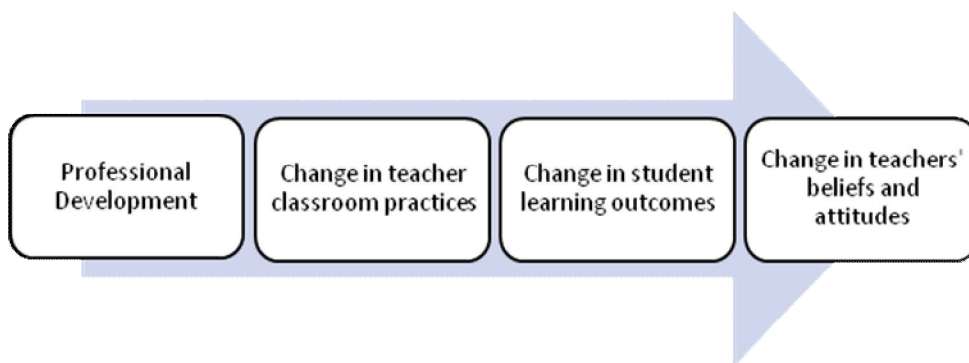 Professional
Development
Change in teacher
classroom practices
Change in student
learning outcomes
Change in teachers'
beliefs and
attitudes